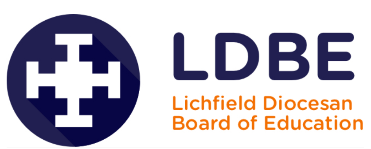 LDBE
Lichfield Diocesan
Board of Education